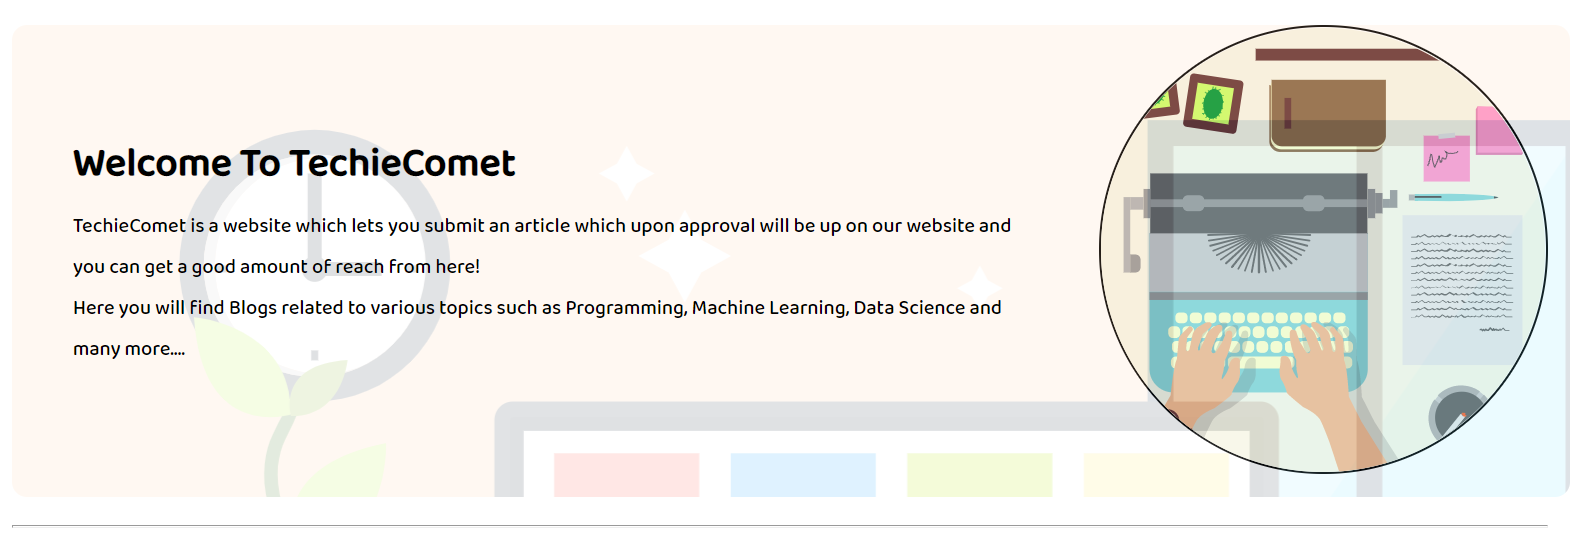 Welcome To TechieComet
TechieComet is a website which lets you submit an article which upon approval will be up on our website and
you can get a good amount of reach from here!
Here you will find Blogs related to various topics such as Programming, Machine Learning, Data Science and
many more....